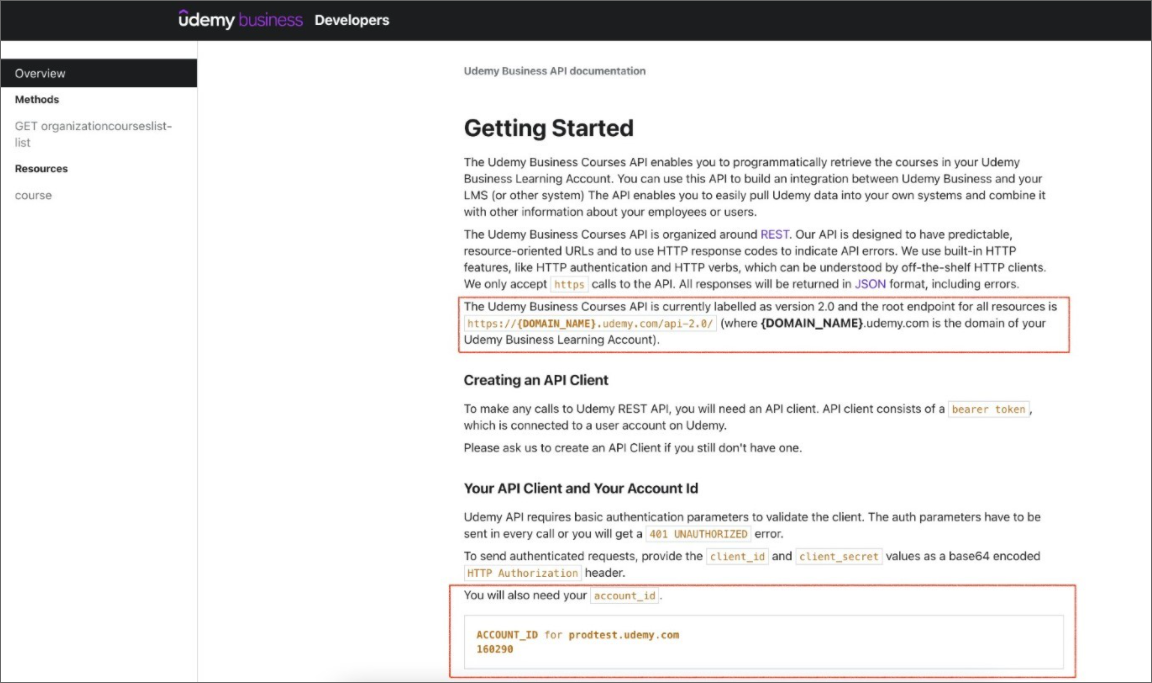 ûdemy business Developers
Overview
Methods
GET organizationcourseslist-
list
Resources
course
Udemy Business API documentation
Getting Started
The Udemy Business Courses API enables you to programmatically retrieve the courses in your Udemy
Business Learning Account. You can use this API to build an integration between Udemy Business and your
LMS (or other system) The API enables you to easily pull Udemy data into your own systems and combine it
with other information about your employees or users.
The Udemy Business Courses API is organized around REST. Our API is designed to have predictable,
resource-oriented URLs and to use HTTP response codes to indicate API errors. We use built-in HTTP
features, like HTTP authentication and HTTP verbs, which can be understood by off-the-shelf HTTP clients.
We only accept https calls to the API. All responses will be returned in JSON format, including errors.
The Udemy Business Courses API is currently labelled as version 2.0 and the root endpoint for all resources is
https://{DOMAIN_NAME}.udemy.com/api-2.0/ (where {DOMAIN_NAME}.udemy.com is the domain of your
Udemy Business Learning Account).
Creating an API Client
To make any calls to Udemy REST API, you will need an API client. API client consists of a bearer token,
which is connected to a user account on Udemy.
Please ask us to create an API Client if you still don't have one.
Your API Client and Your Account Id
Udemy API requires basic authentication parameters to validate the client. The auth parameters have to be
sent in every call or you will get a 401 UNAUTHORIZED error.
To send authenticated requests, provide the client_id and client_secret values as a base64 encoded
HTTP Authorization header.
You will also need your account_id.
ACCOUNT_ID for prodtest.udemy.com
160290